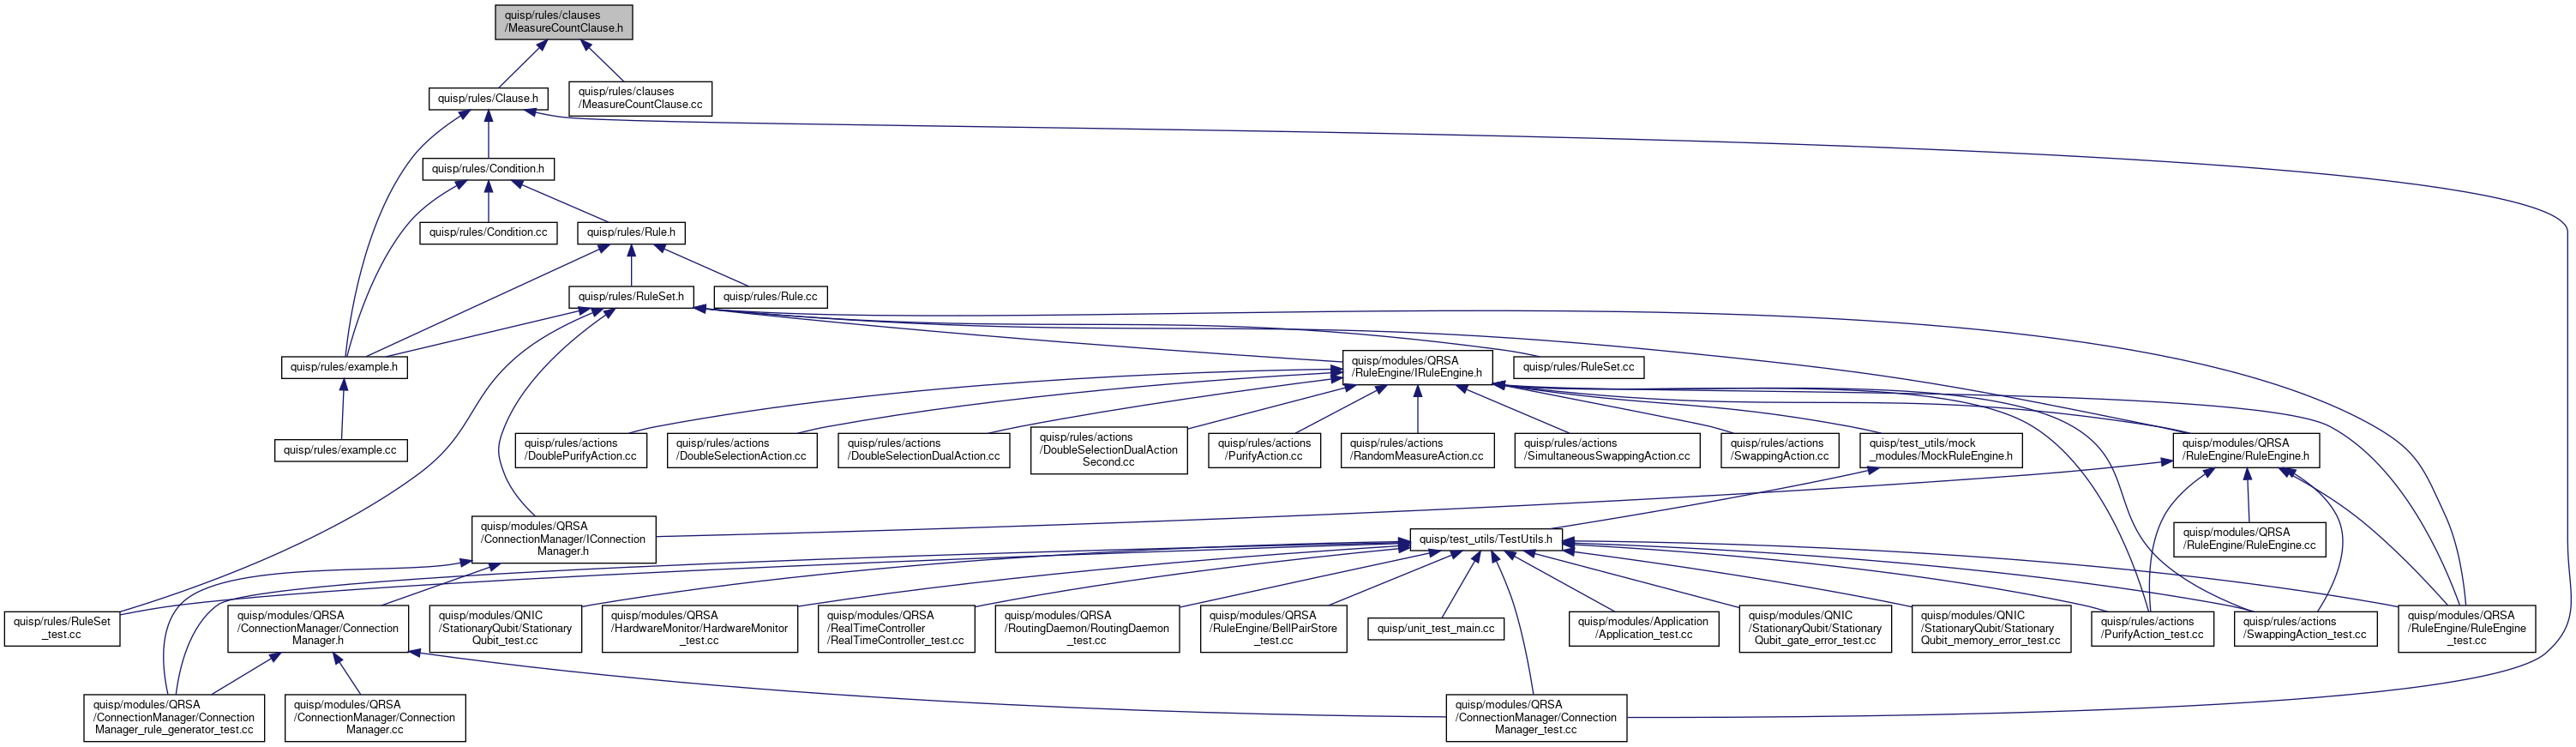 quisp/rules/clauses
/MeasureCountClause.h
quisp/rules/clauses
/MeasureCountClause.cc
quisp/rules/Clause.h
quisp/rules/Condition.h
quisp/rules/Condition.cc
quisp/rules/Rule.h
quisp/rules/RuleSet.h
quisp/rules/Rule.cc
quisp/rules/example.h
quisp/modules/QRSA
/RuleEngine/IRuleEngine.h
quisp/rules/RuleSet.cc
quisp/rules/example.cc
quisp/rules/actions
/DoublePurifyAction.cc
quisp/rules/actions
/DoubleSelectionAction.cc
quisp/rules/actions
/DoubleSelectionDualAction.cc
quisp/rules/actions
/DoubleSelectionDualAction
Second.cc
quisp/rules/actions
/PurifyAction.cc
quisp/rules/actions
/RandomMeasureAction.cc
quisp/rules/actions
/SimultaneousSwappingAction.cc
quisp/rules/actions
/SwappingAction.cc
quisp/test_utils/mock
_modules/MockRuleEngine.h
quisp/modules/QRSA
/RuleEngine/RuleEngine.h
quisp/modules/QRSA
/ConnectionManager/IConnection
Manager.h
quisp/test_utils/TestUtils.h
quisp/modules/QRSA
/RuleEngine/RuleEngine.cc
quisp/rules/RuleSet
_test.cc
quisp/modules/QRSA
/ConnectionManager/Connection
Manager.h
quisp/modules/QNIC
/StationaryQubit/Stationary
Qubit_test.cc
quisp/modules/QRSA
/HardwareMonitor/HardwareMonitor
_test.cc
quisp/modules/QRSA
/RealTimeController
/RealTimeController_test.cc
quisp/modules/QRSA
/RoutingDaemon/RoutingDaemon
_test.cc
quisp/modules/QRSA
/RuleEngine/BellPairStore
_test.cc
quisp/unit_test_main.cc
quisp/modules/Application
/Application_test.cc
quisp/modules/QNIC
/StationaryQubit/Stationary
Qubit_gate_error_test.cc
quisp/modules/QNIC
/StationaryQubit/Stationary
Qubit_memory_error_test.cc
quisp/rules/actions
/PurifyAction_test.cc
quisp/rules/actions
/SwappingAction_test.cc
quisp/modules/QRSA
/RuleEngine/RuleEngine
_test.cc
quisp/modules/QRSA
/ConnectionManager/Connection
Manager_rule_generator_test.cc
quisp/modules/QRSA
/ConnectionManager/Connection
Manager.cc
quisp/modules/QRSA
/ConnectionManager/Connection
Manager_test.cc